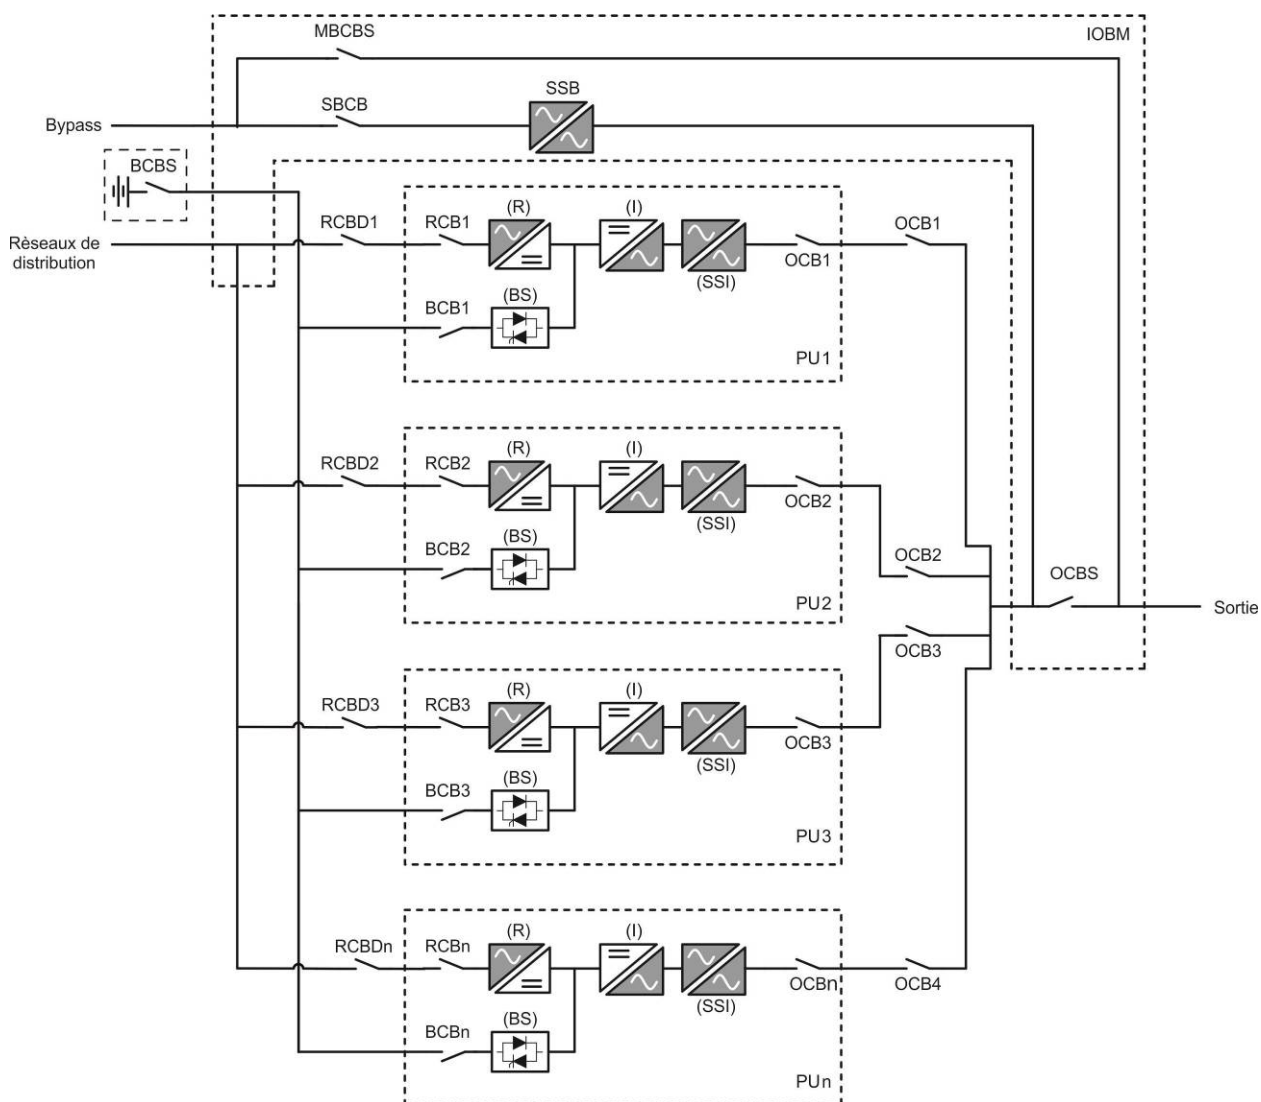 MBCBS
IOBM
SBCB
SSB
Bypass
BCBS
Rèseaux de
distribution
RCBD1
RCB1
(R)
(I)
(SSI)
OCB1
OCB1
BCB1
(BS)
PU1
RCBD2
RCB2
(R)
(I)
(SSI)
OCB2
BCB2
(BS)
OCB2
PU2
OCBS
Sortie
OCB3
RCBD3
RCB3
(R)
(I)
(SSI)
OCB3
BCB3
(BS)
PU3
RCBDn
RCBn
(R)
(I)
(SSI)
OCBn
OCB4
BCBn
(BS)
PUn